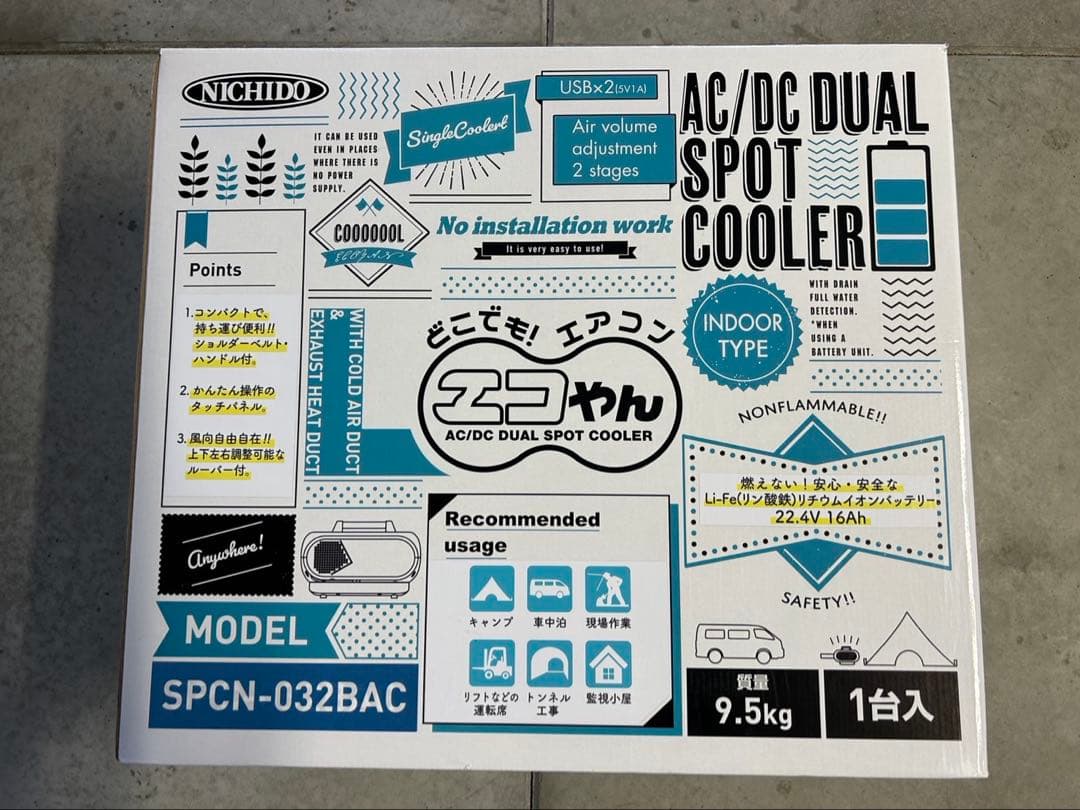 NICHIDO
IT CAN BE USED
EVEN IN PLACES
WHERE THERE IS
NO POWER
SUPPLY.
SingleCooler!
USB×2(5V1A)
Air volume
adjustment
2 stages
AC/DC DUAL
SPOT
COOLER
COOOOOOL
No installation work
It is very easy to use!
Points
1.コンパクトで、
持ち運び便利!!
ショルダーベルト・
ハンドル付。
2.かんたん操作の
タッチパネル。
3.風向自由自在!!
上下左右調整可能な
ルーバー付。
WITH COLD AIR DUCT
&
EXHAUST HEAT DUCT
どこでも! エアコン
エコやん
AC/DC DUAL SPOT COOLER
INDOOR
TYPE
WITH DRAIN
FULL WATER
DETECTION.
*WHEN
USING A
BATTERY UNIT.
NONFLAMMABLE!!
燃えない!安心・安全な
Li-Fe(リン酸鉄)リチウムイオンバッテリー
22.4V 16Ah
SAFETY!!
Anywhere!
MODEL
SPCN-032BAC
Recommended
usage
キャンプ
車中泊
現場作業
リフトなどの
運転席
トンネル
工事
監視小屋
質量
9.5kg
1台入